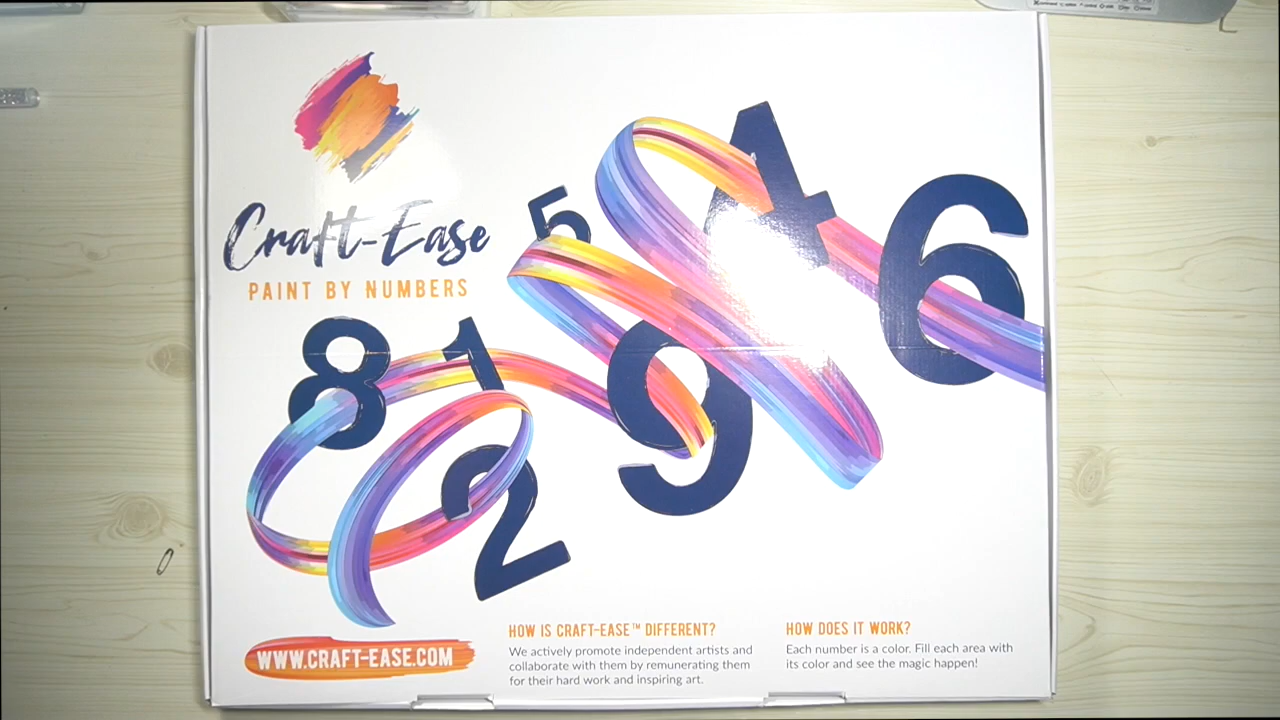 Craft-Ease
PAINT BY NUMBERS
5
4
6
8
1
9
2
WWW.CRAFT-EASE.COM
HOW IS CRAFT-EASE™ DIFFERENT?
We actively promote independent artists and
collaborate with them by remunerating them
for their hard work and inspiring art.
HOW DOES IT WORK?
Each number is a color. Fill each area with
its color and see the magic happen!